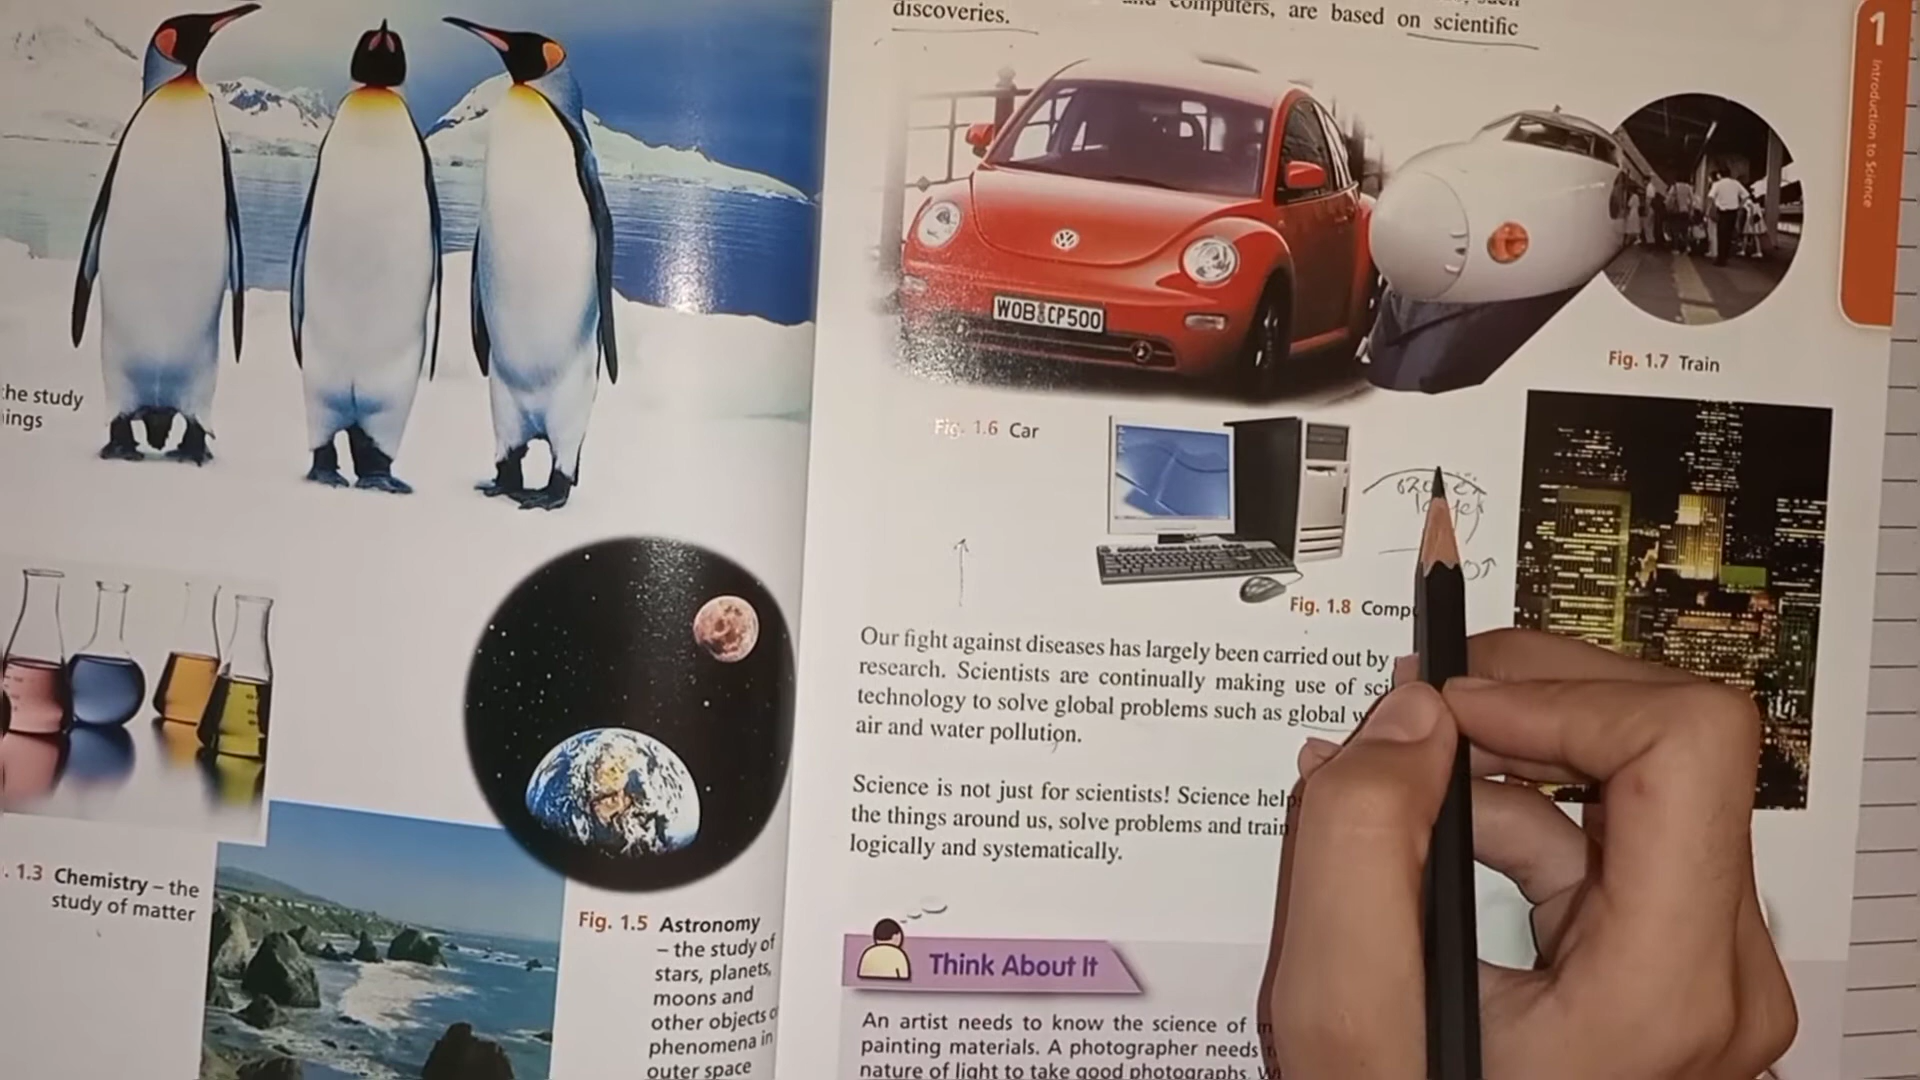 the study
ings
1.3 Chemistry – the
study of matter
Fig. 1.5 Astronomy
– the study of
stars, planets,
moons and
other objects
phenomena in
outer space
discoveries.
computers, are based on scientific
WOB CP500
Fig. 1.6 Car
Fig. 1.7 Train
Fig. 1.8
Our fight against diseases has largely been carried out by
research. Scientists are continually making use of
technology to solve global problems such as global
air and water pollution.
Science is not just for scientists! Science
the things around us, solve problems and train
logically and systematically.
Think About It
An artist needs to know the science of
painting materials. A photographer needs
nature of light to take good photographs.
1
Introduction to Science